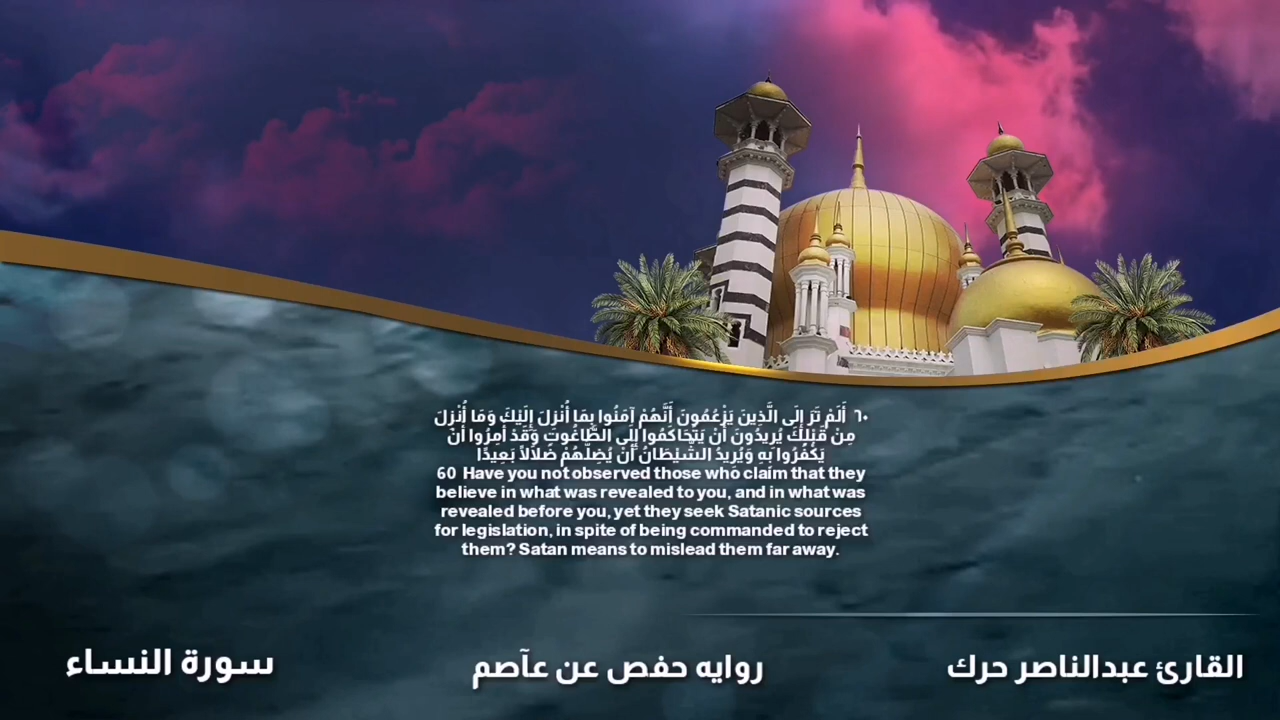 ٦٠ أَلَمْ تَرَ إِلَى الَّذِينَ يَزْعُمُونَ أَنَّهُمْ آمَنُوا بِمَا أُنْزِلَ إِلَيْكَ وَمَا أُنْزِلَ
مِنْ قَبْلِكَ يُرِيدُونَ أَنْ يَتَحَاكَمُوا إِلَى الطَّاغُوتِ وَقَدْ أُمِرُوا أَنْ
يَكْفُرُوا بِهِ وَيُرِيدُ الشَّيْطَانُ أَنْ يُضِلَّهُمْ ضَلَالًا بَعِيدًا
60 Have you not observed those who claim that they
believe in what was revealed to you, and in what was
revealed before you, yet they seek Satanic sources
for legislation, in spite of being commanded to reject
them? Satan means to mislead them far away.
القارئ عبدالناصر حرك
روايه حفص عن عآصم
سورة النساء